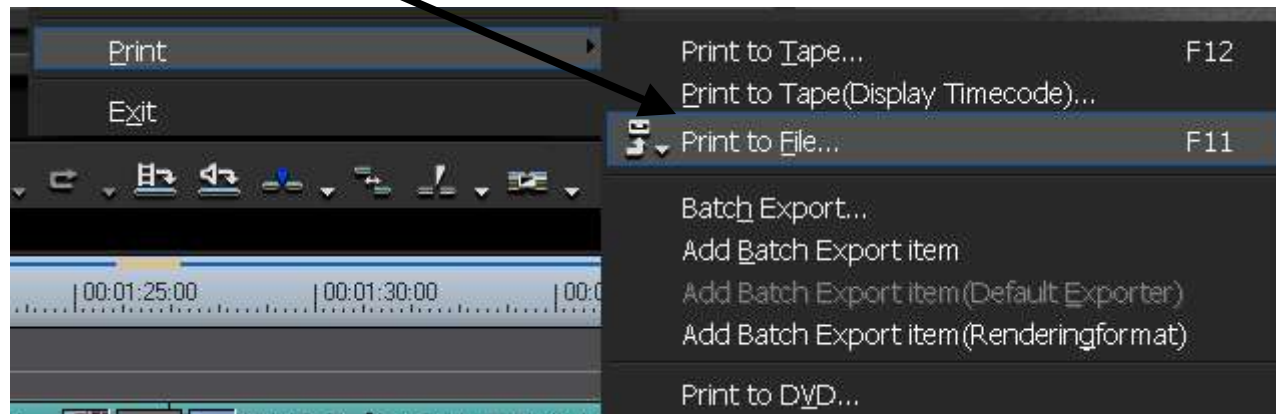 Print
Exit
Print to Tape... F12
Print to Tape(Display Timecode)...
Print to File... F11
Batch Export...
Add Batch Export item
Add Batch Export item(Default Exporter)
Add Batch Export item(Renderingformat)
Print to DVD...
00:01:25:00 00:01:30:00 00:0